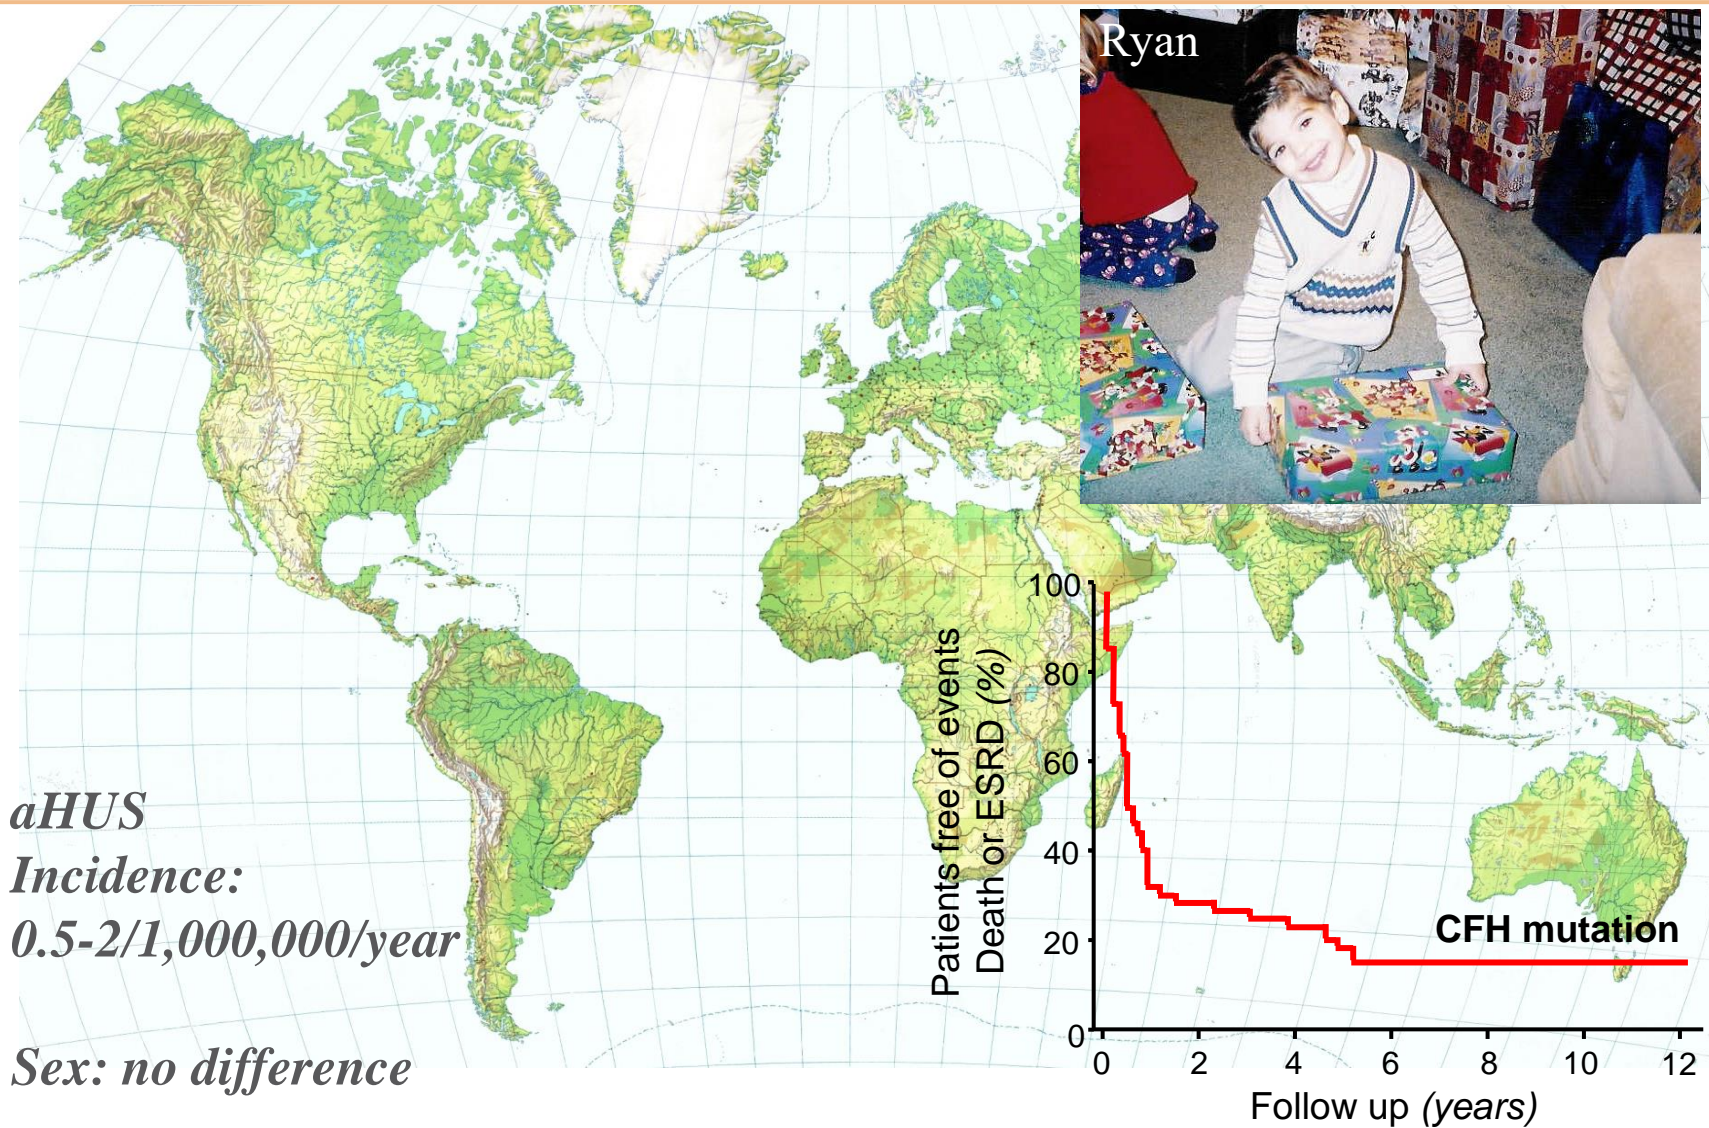 Ryan
aHUS
Incidence:
0.5-2/1,000,000/year
Sex: no difference
Patients free of events
Death or ESRD (%)
100
80
60
40
20
0
CFH mutation
0 2 4 6 8 10 12
Follow up (years)